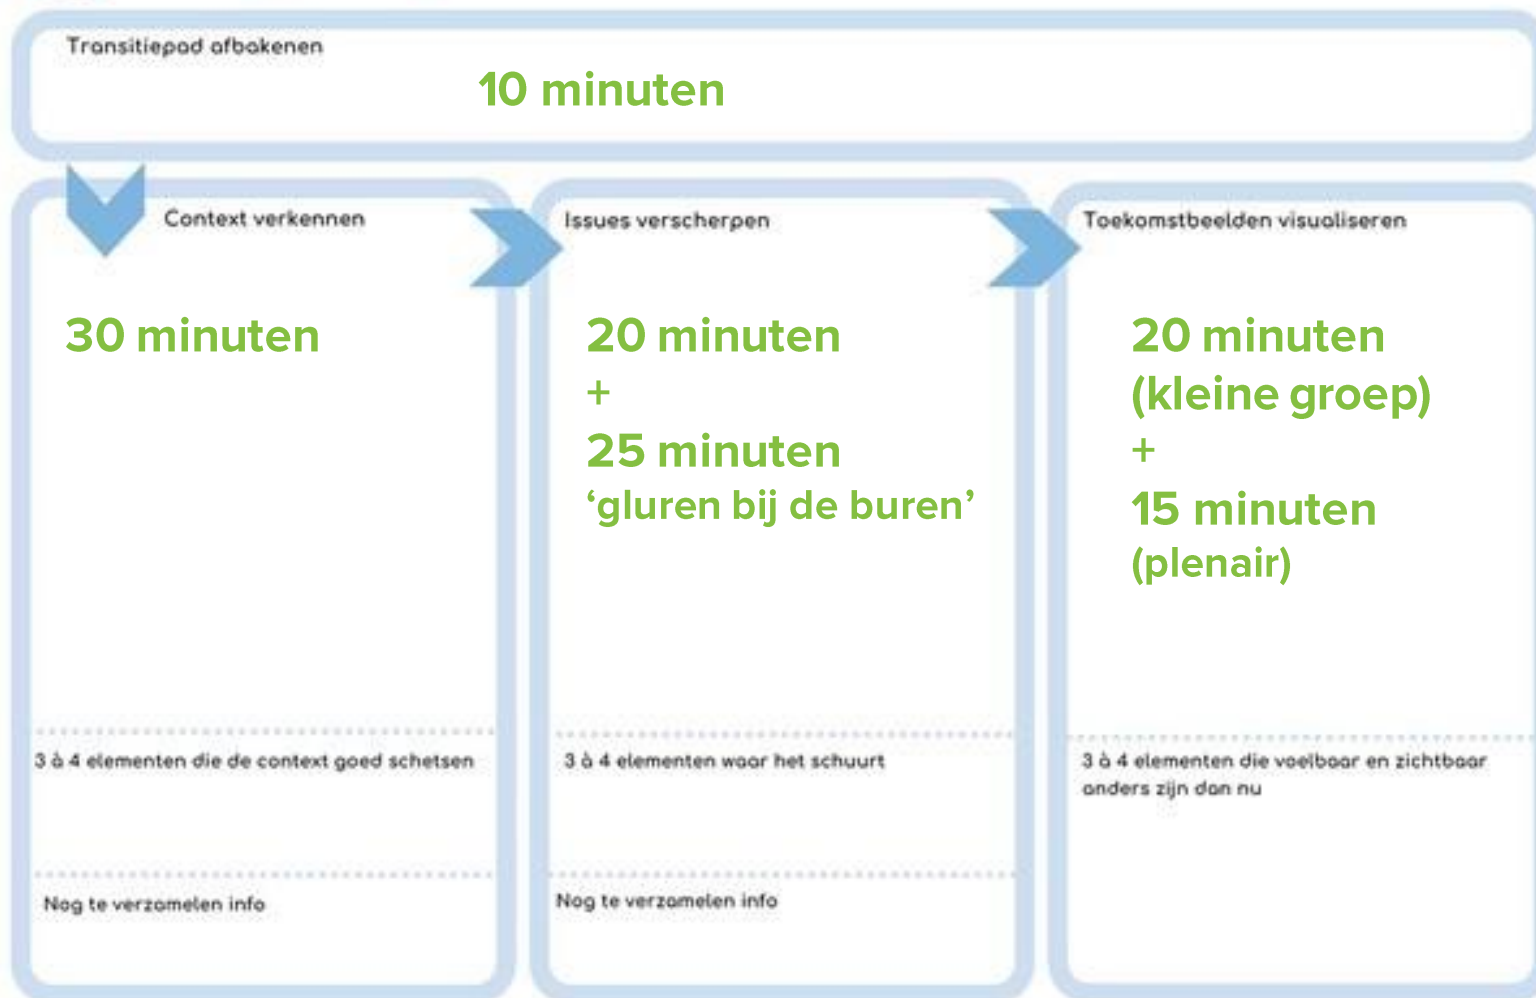 Transitiepad afbakenen
10 minuten
Context verkennen
30 minuten
3 à 4 elementen die de context goed schetsen
Nog te verzamelen info
Issues verscherpen
20 minuten
+
25 minuten
‘gluren bij de buren’
3 à 4 elementen waar het schuurt
Nog te verzamelen info
Toekomstbeelden visualiseren
20 minuten
(kleine groep)
+
15 minuten
(plenair)
3 à 4 elementen die voelbaar en zichtbaar
anders zijn dan nu